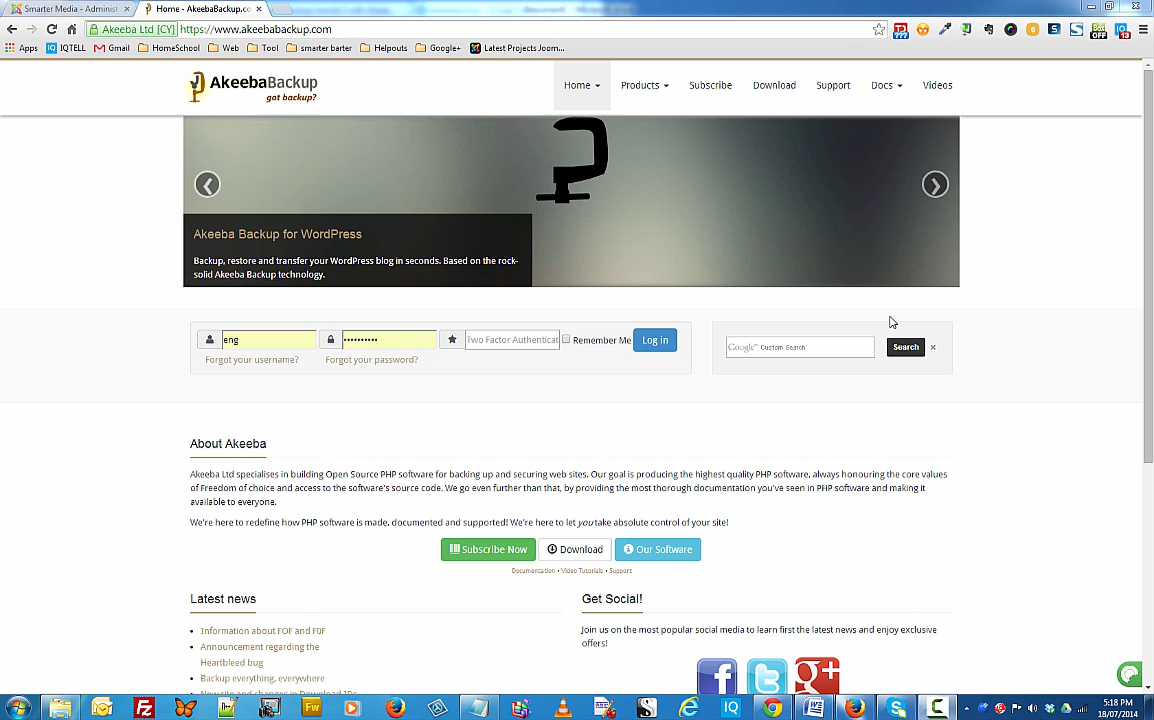 Smarter Media - Administ
Home - AkeebaBackup.co
Akeeba Ltd [CY] https://www.akeebabackup.com
Apps IQTELL Gmail HomeSchool Web Tool smarter barter Helpouts Google+ Latest Projects Joom...
AkeebaBackup
got backup?
Home Products Subscribe Download Support Docs Videos
Akeeba Backup for WordPress
Backup, restore and transfer your WordPress blog in seconds. Based on the rock-
solid Akeeba Backup technology.
eng Two Factor Authenticat Remember Me Log in
Forgot your username? Forgot your password?
Google™ Custom Search Search
About Akeeba
Akeeba Ltd specialises in building Open Source PHP software for backing up and securing web sites. Our goal is producing the highest quality PHP software, always honouring the core values
of Freedom of choice and access to the software's source code. We go even further than that, by providing the most thorough documentation you've seen in PHP software and making it
available to everyone.
We're here to redefine how PHP software is made, documented and supported! We're here to let you take absolute control of your site!
Subscribe Now Download Our Software
Documentation • Video Tutorials • Support
Latest news
Information about FOF and F0F
Announcement regarding the
Heartbleed bug
Backup everything, everywhere
New site and changes in Download IDs
Get Social!
Join us on the most popular social media to learn first the latest news and enjoy exclusive
offers!
5:18 PM
18/07/2014